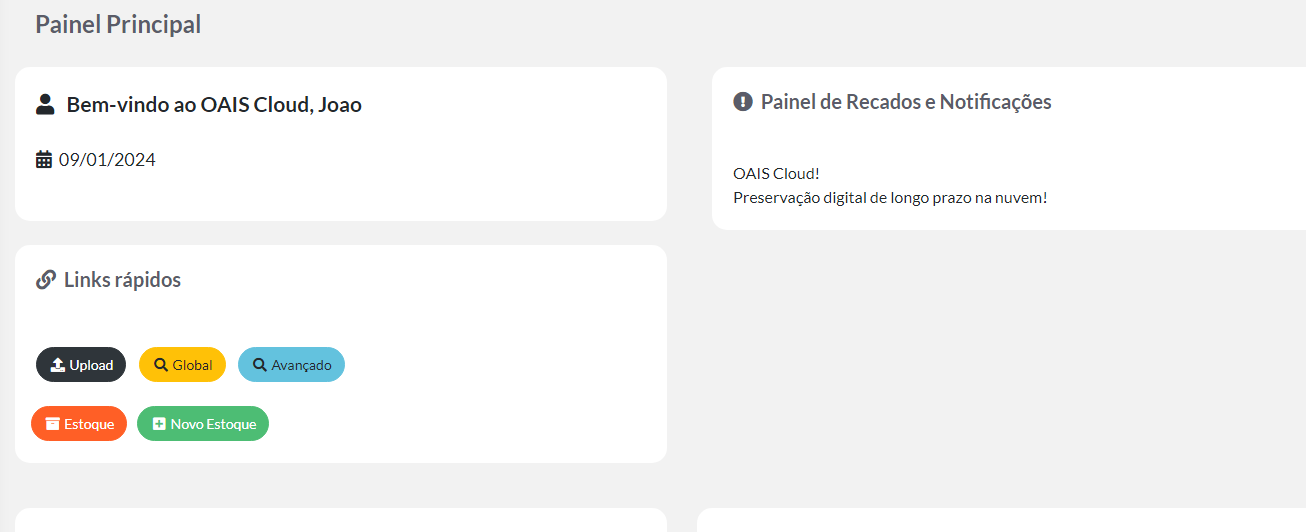 Painel Principal
Bem-vindo ao OAIS Cloud, Joao
09/01/2024
Painel de Recados e Notificações
OAIS Cloud!
Preservação digital de longo prazo na nuvem!
Links rápidos
Upload
Global
Avançado
Estoque
Novo Estoque